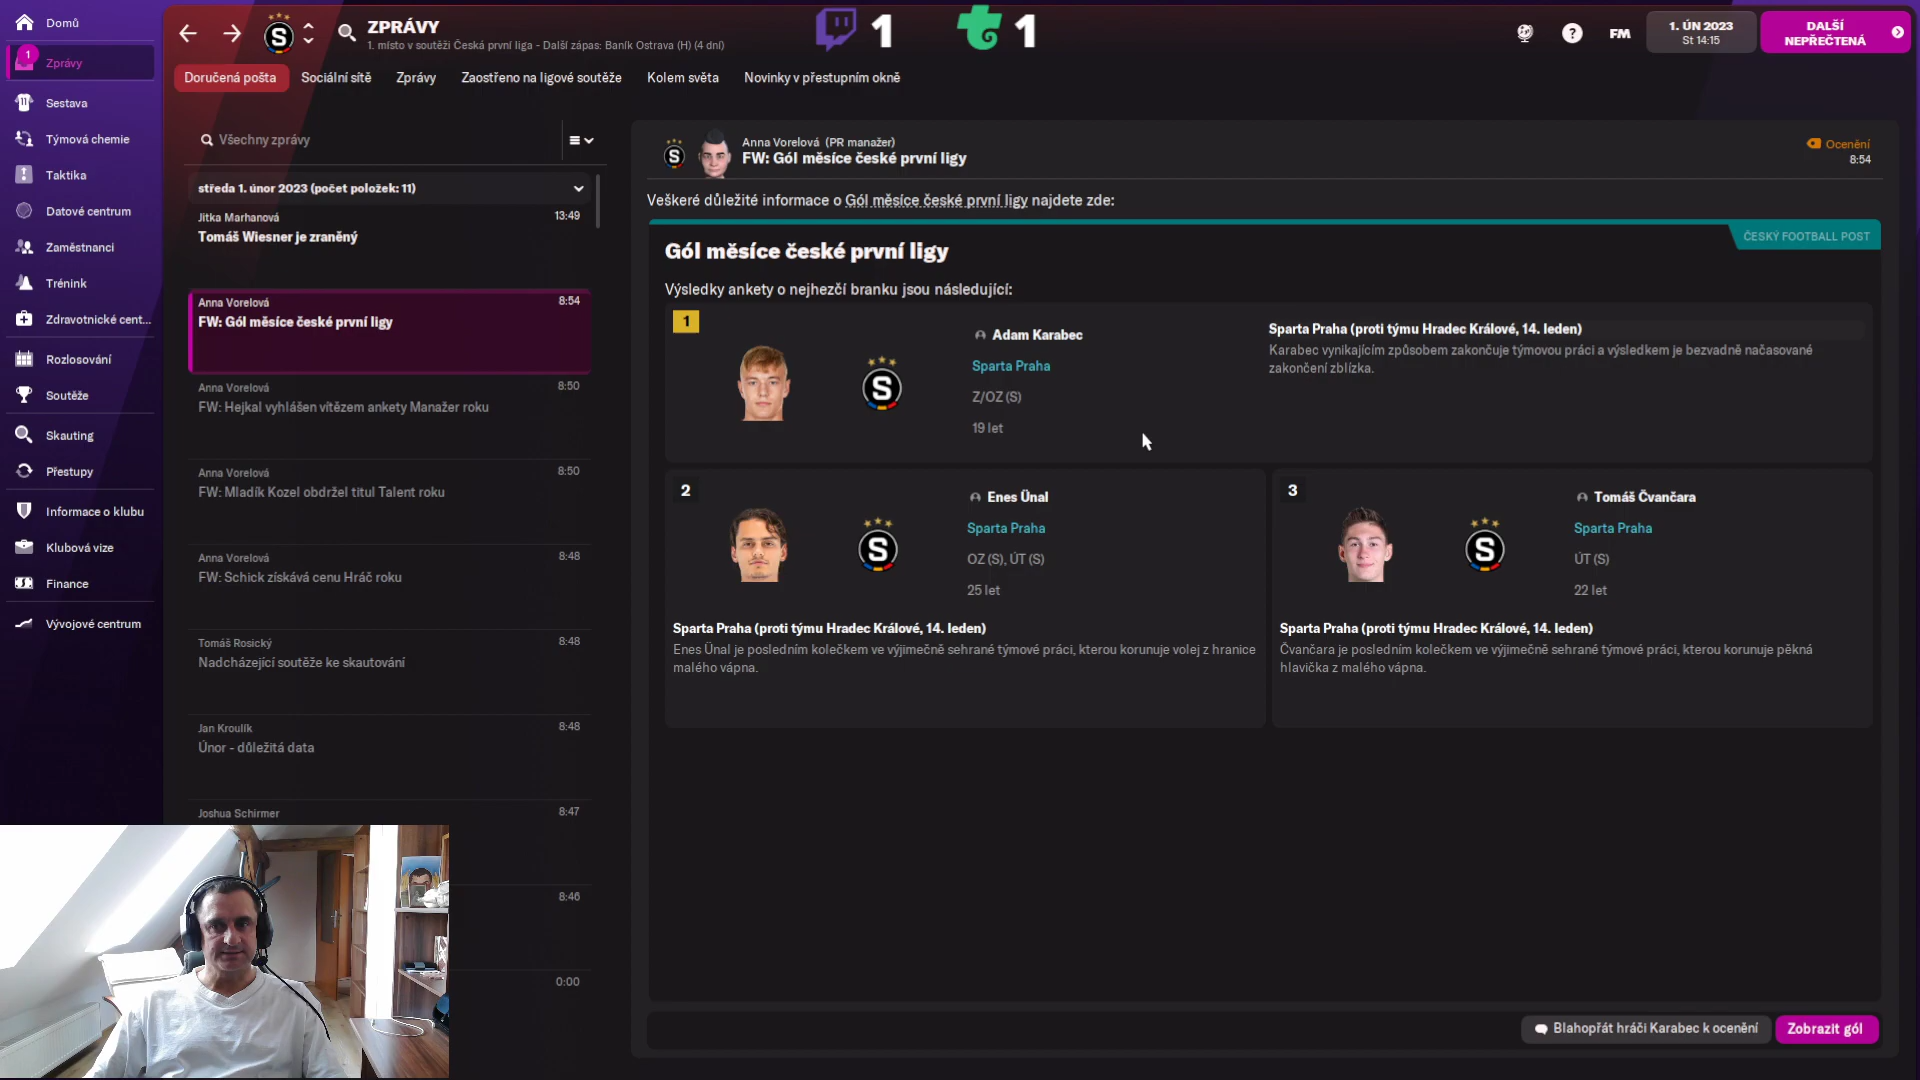 Domů
1
Zprávy
Sestava
Týmová chemie
Taktika
Datové centrum
Zaměstnanci
Trénink
Zdravotnické cent...
Rozlosování
Soutěže
Skauting
Přestupy
Informace o klubu
Klubová vize
Finance
Vývojové centrum
ZPRÁVY
1. místo v soutěži Česká první liga - Další zápas: Baník Ostrava (H) (4 dní)
1
1
FM
1. ÚN 2023
St 14:15
DALŠÍ
NEPŘEČTENÁ
Doručená pošta
Sociální sítě
Zprávy
Zaostřeno na ligové soutěže
Kolem světa
Novinky v přestupním okně
Všechny zprávy
středa 1. únor 2023 (počet položek: 11)
Jitka Marhanová 13:49
Tomáš Wiesner je zraněný
Anna Vorelová 8:54
FW: Gól měsíce české první ligy
Anna Vorelová 8:50
FW: Hejkal vyhlášen vítězem ankety Manažer roku
Anna Vorelová 8:50
FW: Mladík Kozel obdržel titul Talent roku
Anna Vorelová 8:48
FW: Schick získává cenu Hráč roku
Tomáš Rosický 8:48
Nadcházející soutěže ke skautování
Jan Kroulík 8:48
Únor - důležitá data
Joshua Schirmer 8:47
8:46
0:00
Anna Vorelová (PR manažer)
FW: Gól měsíce české první ligy
Ocenění
8:54
Veškeré důležité informace o Gól měsíce české první ligy najdete zde:
ČESKÝ FOOTBALL POST
Gól měsíce české první ligy
Výsledky ankety o nejhezčí branku jsou následující:
1
Adam Karabec
Sparta Praha
Z/OZ (S)
19 let
Sparta Praha (proti týmu Hradec Králové, 14. leden)
Karabec vynikajícím způsobem zakončuje týmovou práci a výsledkem je bezvadně načasované
zakončení zblízka.
2
Enes Ünal
Sparta Praha
OZ (S), ÚT (S)
25 let
Sparta Praha (proti týmu Hradec Králové, 14. leden)
Enes Ünal je posledním kolečkem ve výjimečně sehrané týmové práci, kterou korunuje volej z hranice
malého vápna.
3
Tomáš Čvančara
Sparta Praha
ÚT (S)
22 let
Sparta Praha (proti týmu Hradec Králové, 14. leden)
Čvančara je posledním kolečkem ve výjimečně sehrané týmové práci, kterou korunuje pěkná
hlavička z malého vápna.
Blahopřát hráči Karabec k ocenění
Zobrazit gól